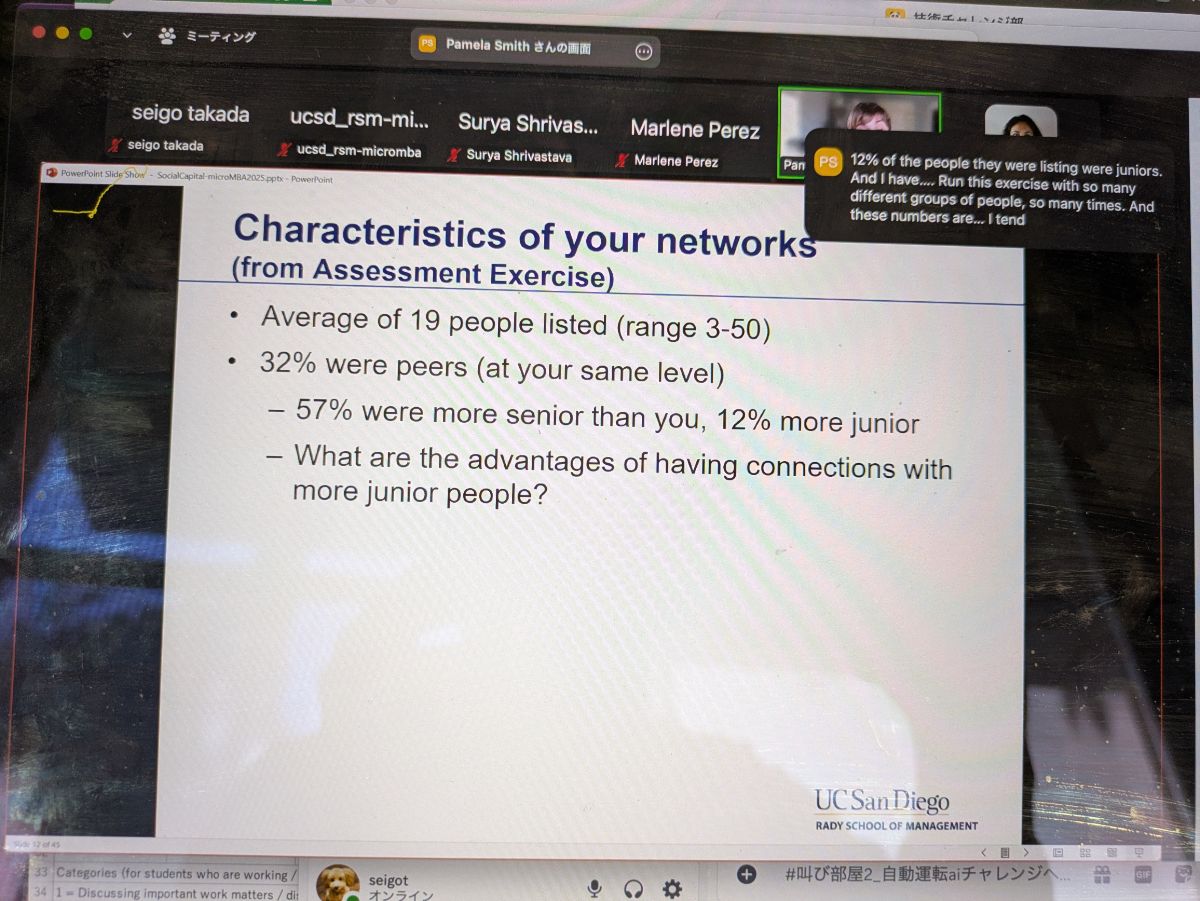 技術チャレンジ部
ミーティング
PS Pamela Smith さんの画面
seigo takada
ucsd_rsm-mi...
Surya Shrivas...
Marlene Perez
seigo takada
ucsd_rsm-micromba
Surya Shrivastava
Marlene Perez
Pam
PS
12% of the people they were listing were juniors.
And I have.... Run this exercise with so many
different groups of people, so many times. And
these numbers are... I tend
PowerPoint Slide Show - SocialCapital-microMBA2025.pptx - PowerPoint
Characteristics of your networks
(from Assessment Exercise)
• Average of 19 people listed (range 3-50)
• 32% were peers (at your same level)
– 57% were more senior than you, 12% more junior
– What are the advantages of having connections with
more junior people?
UC San Diego
RADY SCHOOL OF MANAGEMENT
Slide 12 of 45
33 Categories (for students who are working /
34 1 = Discussing important work matters / di
seigot
オンライン
#叫び部屋2_自動運転aiチャレンジへ...
GIF